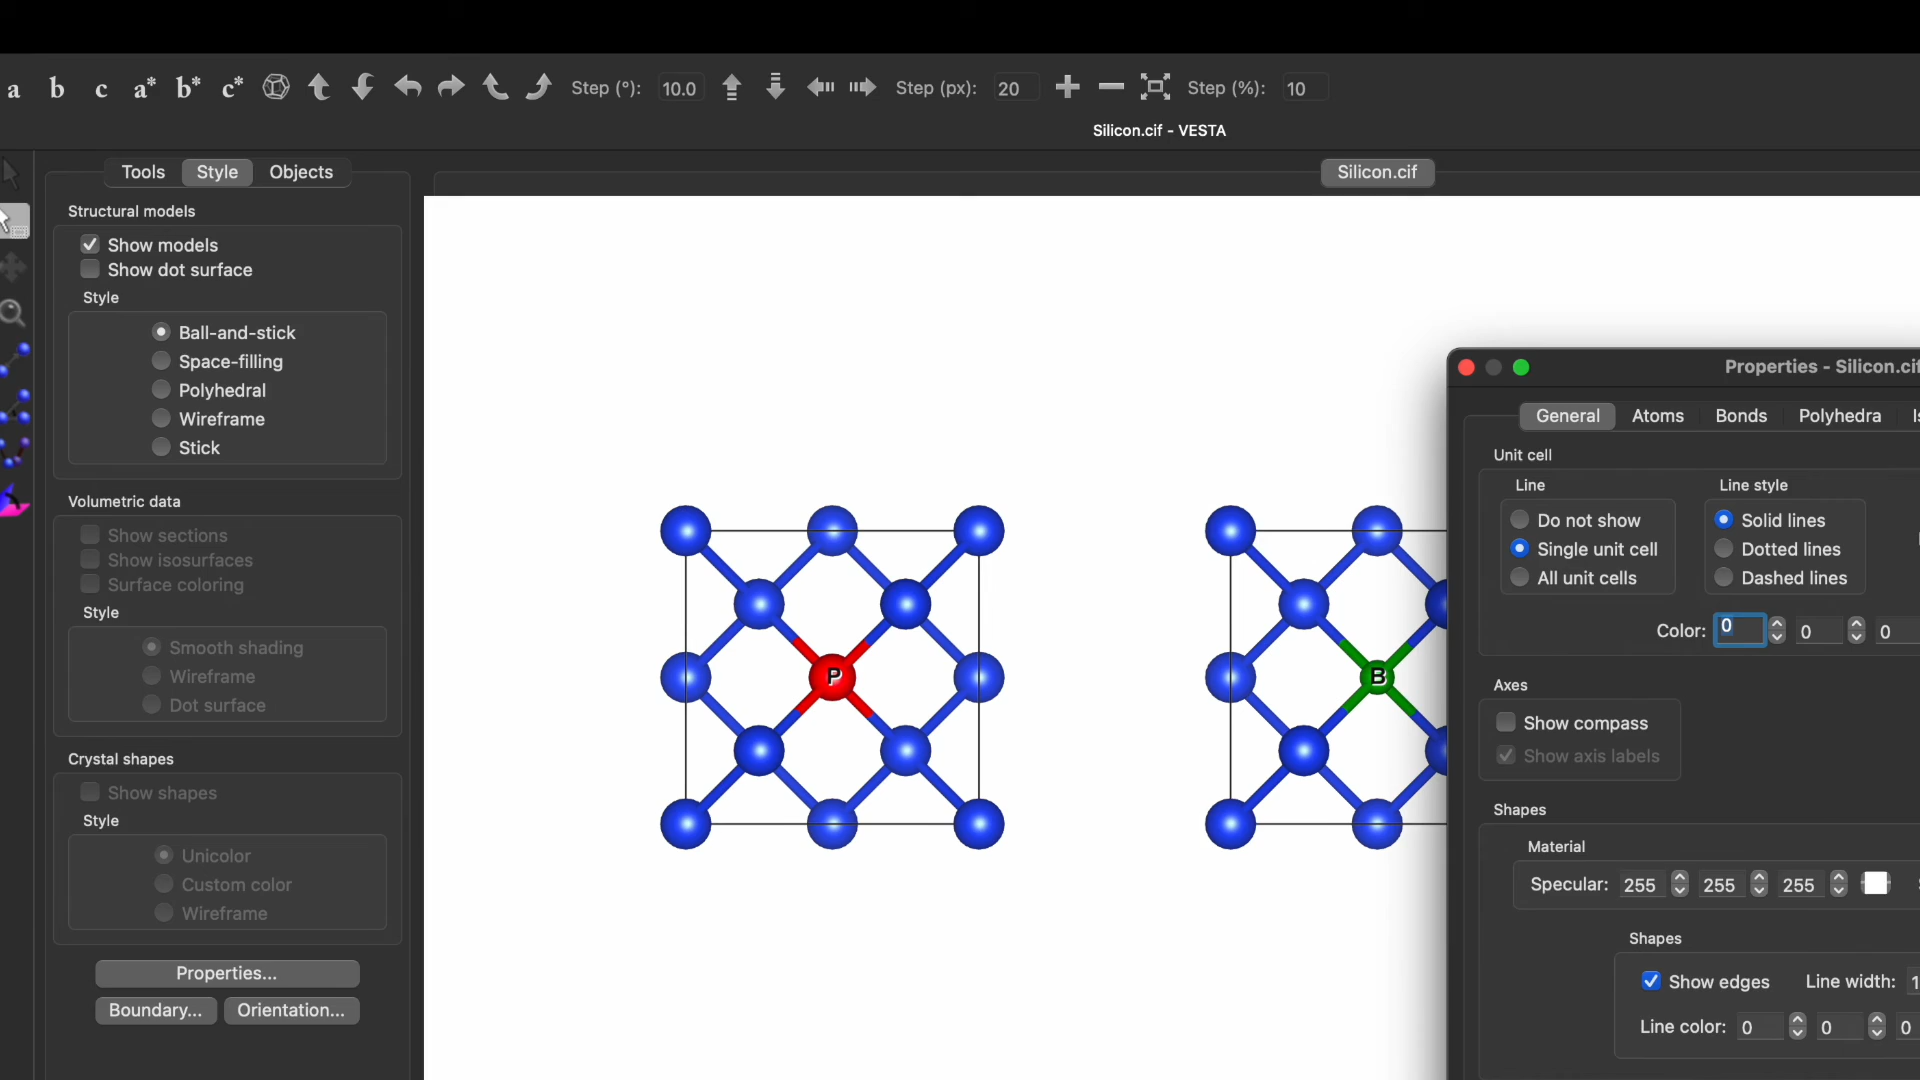 a b c a* b* c* Step (°): 10.0 Step (px): 20 Step (%): 10
Silicon.cif - VESTA
Tools Style Objects
Silicon.cif
Structural models
Show models
Show dot surface
Style
Ball-and-stick
Space-filling
Polyhedral
Wireframe
Stick
Volumetric data
Show sections
Show isosurfaces
Surface coloring
Style
Smooth shading
Wireframe
Dot surface
Crystal shapes
Show shapes
Style
Unicolor
Custom color
Wireframe
Properties...
Boundary... Orientation...
P
B
Properties - Silicon.cif
General Atoms Bonds Polyhedra
Unit cell
Line
Do not show
Single unit cell
All unit cells
Line style
Solid lines
Dotted lines
Dashed lines
Color: 0 0 0
Axes
Show compass
Show axis labels
Shapes
Material
Specular: 255 255 255
Shapes
Show edges Line width: 1
Line color: 0 0 0